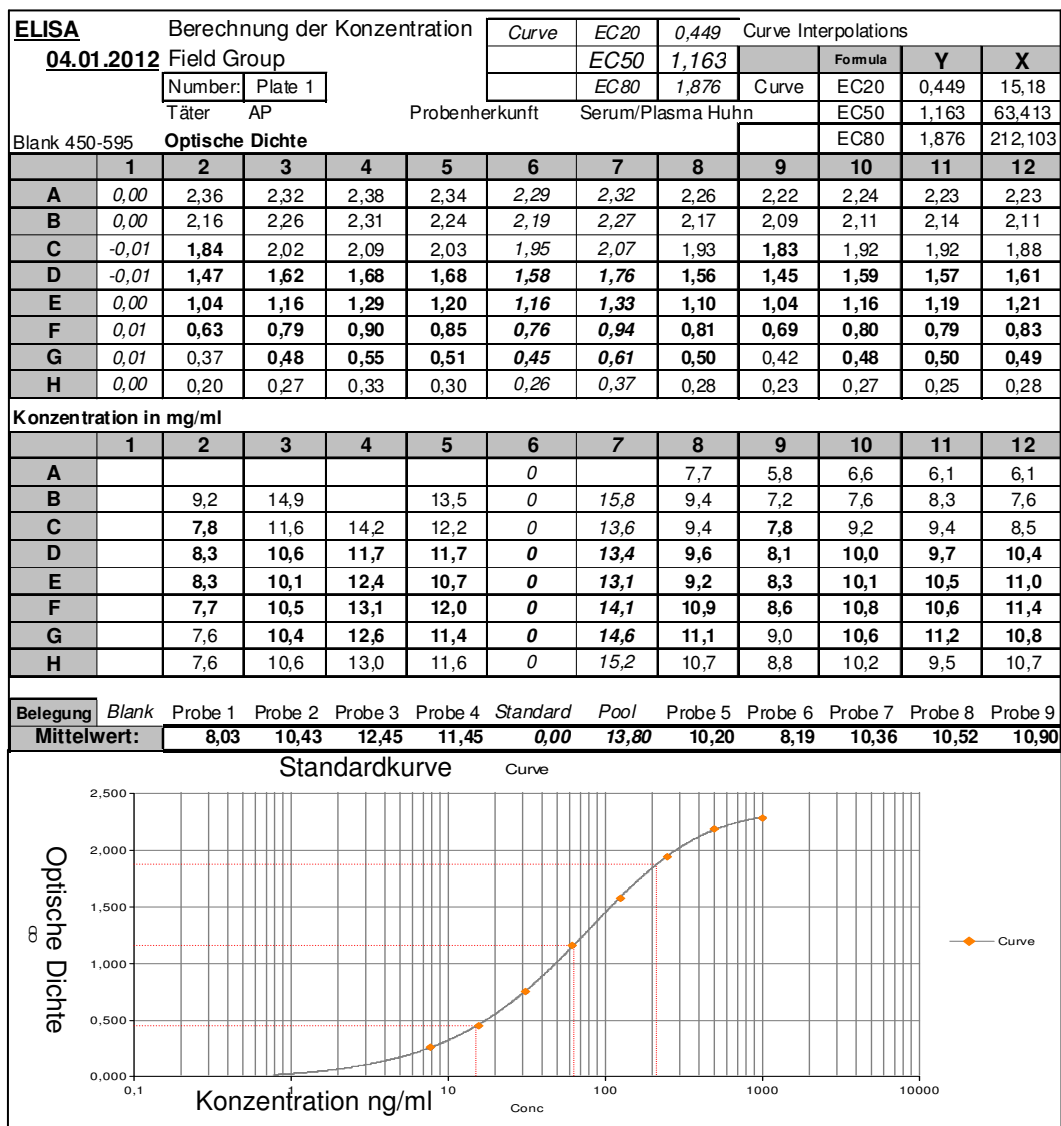 ELISA Berechnung der Konzentration Curve EC20 0,449 Curve Interpolations
04.01.2012 Field Group EC50 1,163 Formula Y X
Number: Plate 1 EC80 1,876 Curve EC20 0,449 15,18
Täter AP Probenherkunft Serum/Plasma Huhn EC50 1,163 63,413
Blank 450-595 Optische Dichte EC80 1,876 212,103
1 2 3 4 5 6 7 8 9 10 11 12
A 0,00 2,36 2,32 2,38 2,34 2,29 2,32 2,26 2,22 2,24 2,23 2,23
B 0,00 2,16 2,26 2,31 2,24 2,19 2,27 2,17 2,09 2,11 2,14 2,11
C -0,01 1,84 2,02 2,09 2,03 1,95 2,07 1,93 1,83 1,92 1,92 1,88
D -0,01 1,47 1,62 1,68 1,68 1,58 1,76 1,56 1,45 1,59 1,57 1,61
E 0,00 1,04 1,16 1,29 1,20 1,16 1,33 1,10 1,04 1,16 1,19 1,21
F 0,01 0,63 0,79 0,90 0,85 0,76 0,94 0,81 0,69 0,80 0,79 0,83
G 0,01 0,37 0,48 0,55 0,51 0,45 0,61 0,50 0,42 0,48 0,50 0,49
H 0,00 0,20 0,27 0,33 0,30 0,26 0,37 0,28 0,23 0,27 0,25 0,28
Konzentration in mg/ml
1 2 3 4 5 6 7 8 9 10 11 12
A 0 7,7 5,8 6,6 6,1 6,1
B 9,2 14,9 13,5 0 15,8 9,4 7,2 7,6 8,3 7,6
C 7,8 11,6 14,2 12,2 0 13,6 9,4 7,8 9,2 9,4 8,5
D 8,3 10,6 11,7 11,7 0 13,4 9,6 8,1 10,0 9,7 10,4
E 8,3 10,1 12,4 10,7 0 13,1 9,2 8,3 10,1 10,5 11,0
F 7,7 10,5 13,1 12,0 0 14,1 10,9 8,6 10,8 10,6 11,4
G 7,6 10,4 12,6 11,4 0 14,6 11,1 9,0 10,6 11,2 10,8
H 7,6 10,6 13,0 11,6 0 15,2 10,7 8,8 10,2 9,5 10,7
Belegung Blank Probe 1 Probe 2 Probe 3 Probe 4 Standard Pool Probe 5 Probe 6 Probe 7 Probe 8 Probe 9
Mittelwert: 8,03 10,43 12,45 11,45 0,00 13,80 10,20 8,19 10,36 10,52 10,90
Standardkurve Curve
2,500
2,000
1,500
1,000
0,500
0,000
Optische Dichte
Curve
0,1 1 10 100 1000 10000
Konzentration ng/ml Conc